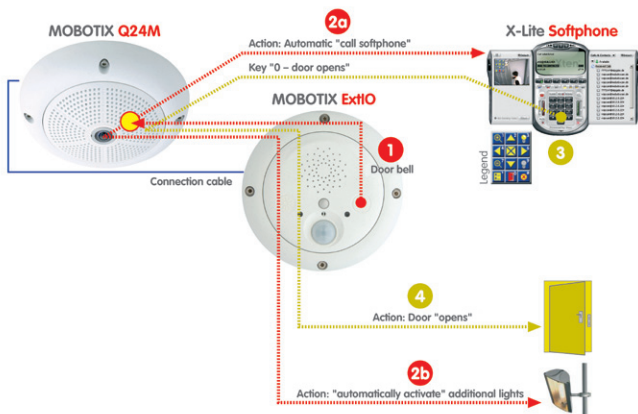 2a
MOBOTIX Q24M
X-Lite Softphone
Action: Automatic "call softphone"
Key "0 – door opens"
MOBOTIX ExtIO
1
Door bell
Legend
3
Connection cable
4
Action: Door "opens"
2b
Action: "automatically activate" additional lights